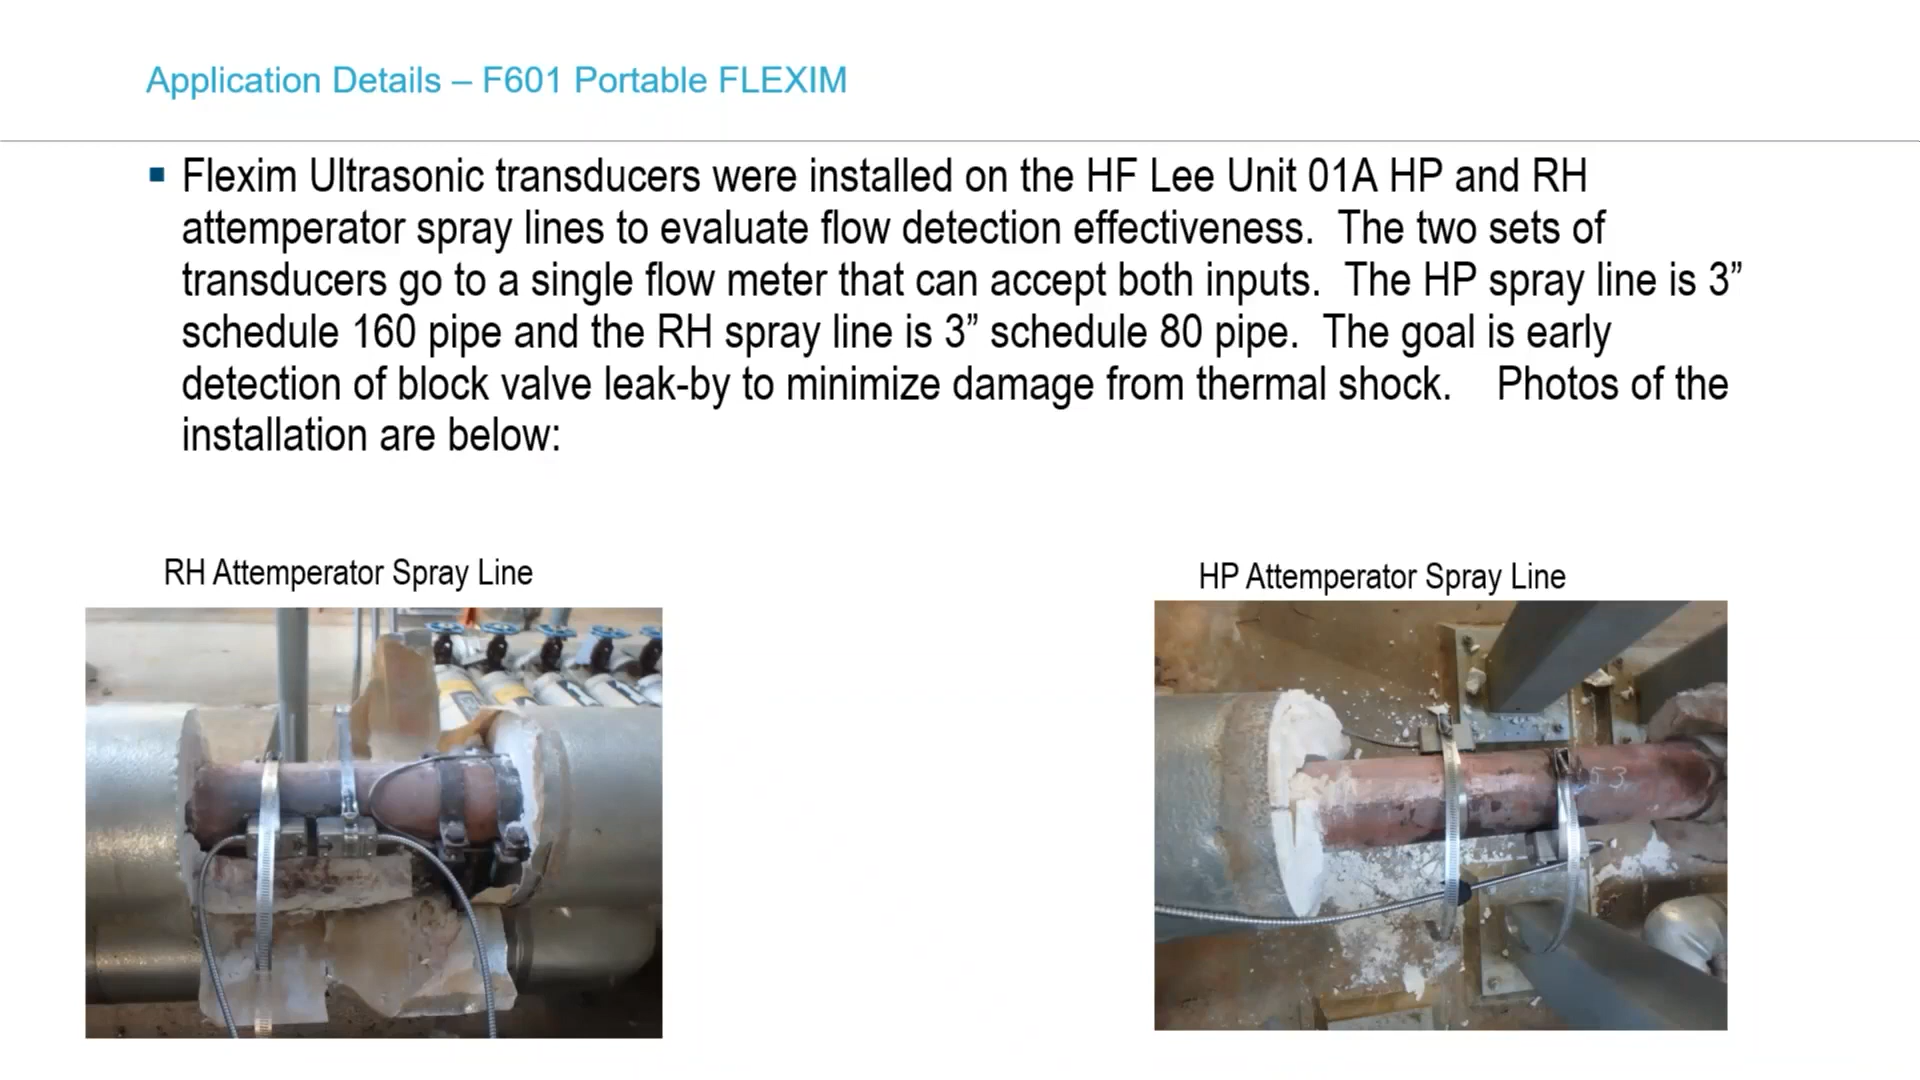 Application Details – F601 Portable FLEXIM
▪ Flexim Ultrasonic transducers were installed on the HF Lee Unit 01A HP and RH
attemperator spray lines to evaluate flow detection effectiveness.  The two sets of
transducers go to a single flow meter that can accept both inputs.  The HP spray line is 3”
schedule 160 pipe and the RH spray line is 3” schedule 80 pipe.  The goal is early
detection of block valve leak-by to minimize damage from thermal shock.    Photos of the
installation are below:
RH Attemperator Spray Line
HP Attemperator Spray Line
53